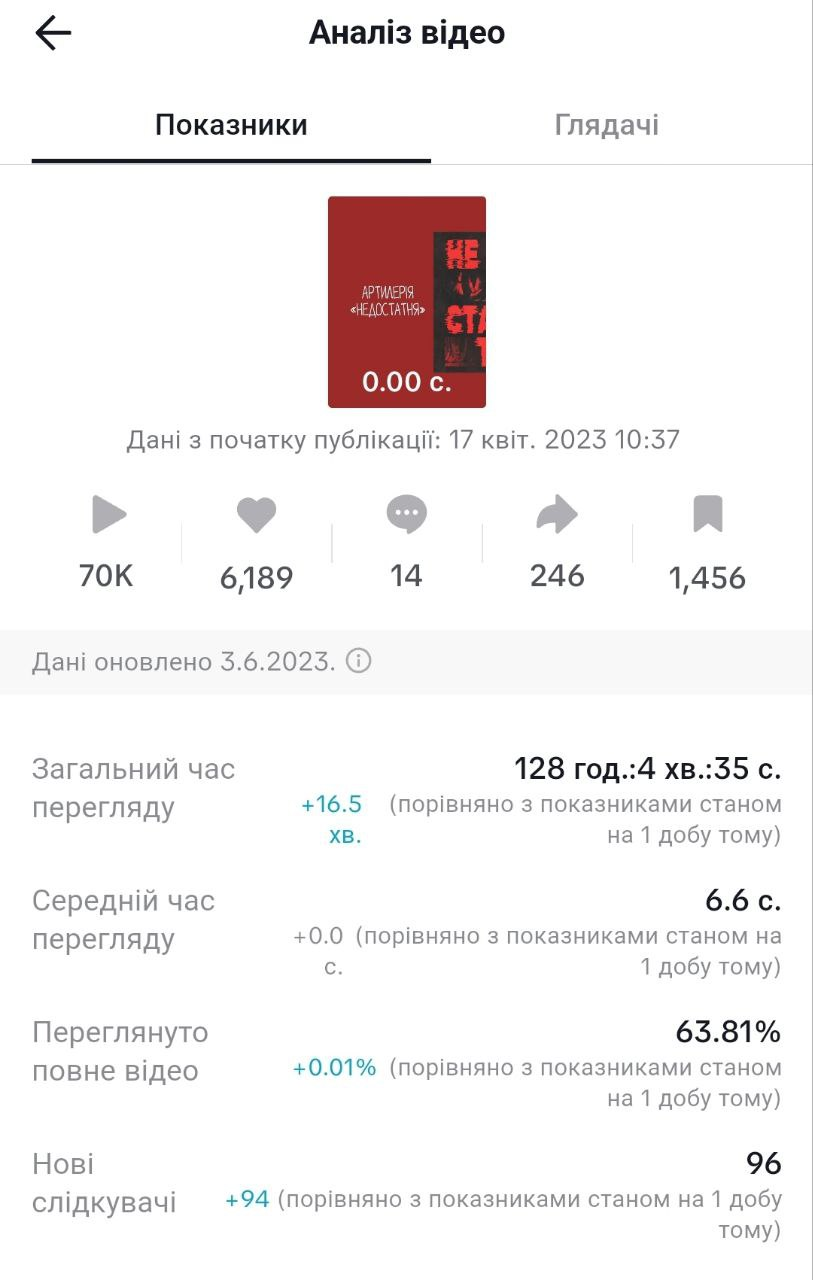 Аналіз відео
Показники
Глядачі
АРТИЛЕРІЯ
«НЕДОСТАТНЯ»
НЕ
СТА
Т
0.00 с.
Дані з початку публікації: 17 квіт. 2023 10:37
70K
6,189
14
246
1,456
Дані оновлено 3.6.2023.
Загальний час
перегляду
128 год.:4 хв.:35 с.
+16.5 (порівняно з показниками станом
хв. на 1 добу тому)
Середній час
перегляду
6.6 с.
+0.0 (порівняно з показниками станом на
с. 1 добу тому)
Переглянуто
повне відео
63.81%
+0.01% (порівняно з показниками станом
на 1 добу тому)
Нові
слідкувачі
96
+94 (порівняно з показниками станом на 1 добу
тому)